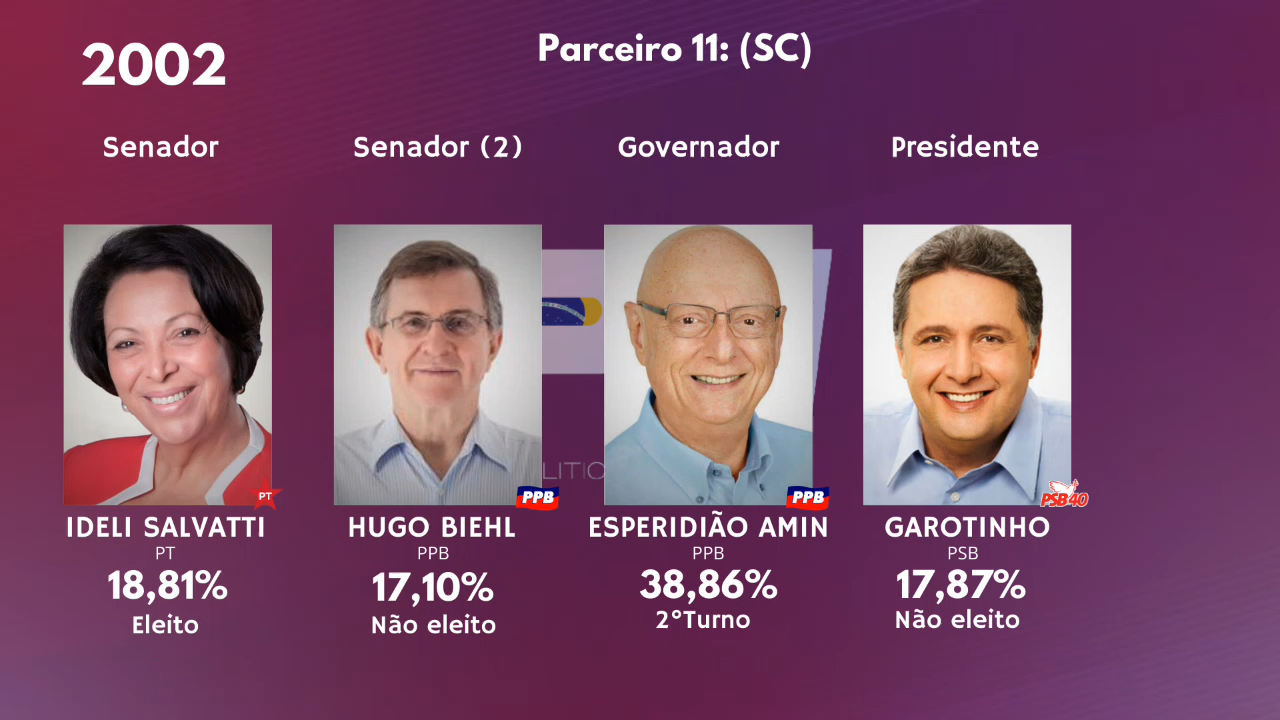 2002
Parceiro 11: (SC)
Senador
Senador (2)
Governador
Presidente
LITIC
PT
PPB
PPB
PSB40
IDELI SALVATTI
HUGO BIEHL
ESPERIDIÃO AMIN
GAROTINHO
PT
PPB
PPB
PSB
18,81%
17,10%
38,86%
17,87%
Eleito
Não eleito
2°Turno
Não eleito